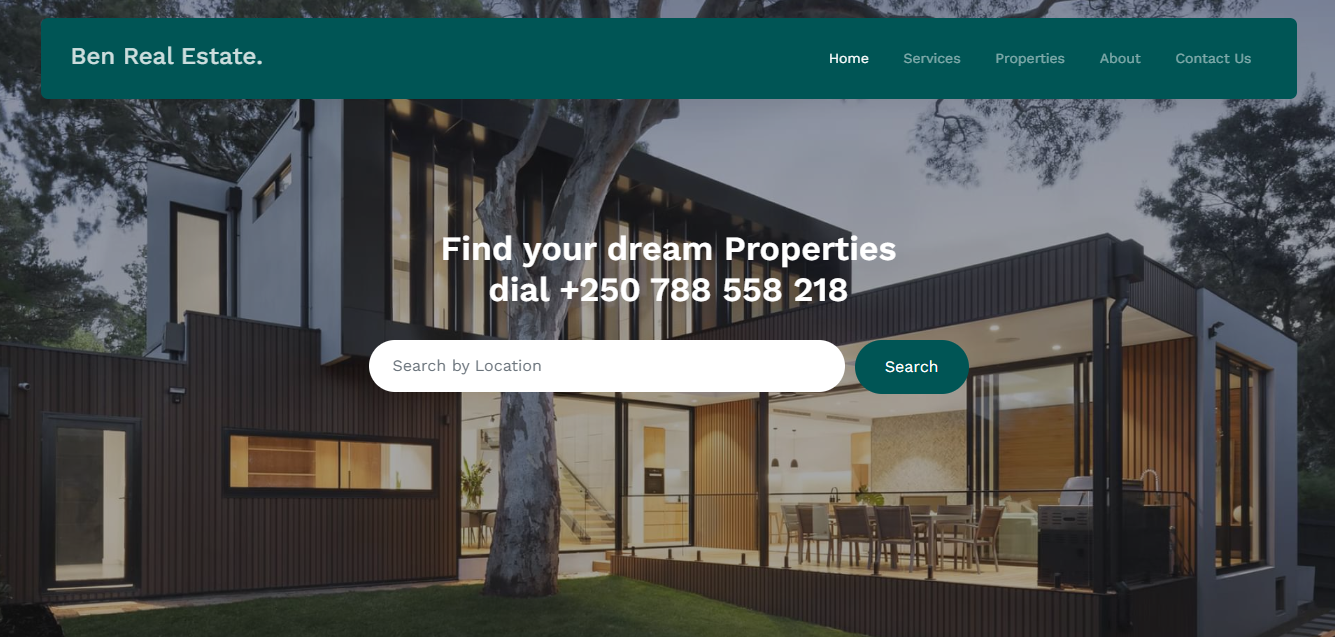 Ben Real Estate.
Home Services Properties About Contact Us
Find your dream Properties
dial +250 788 558 218
Search by Location
Search